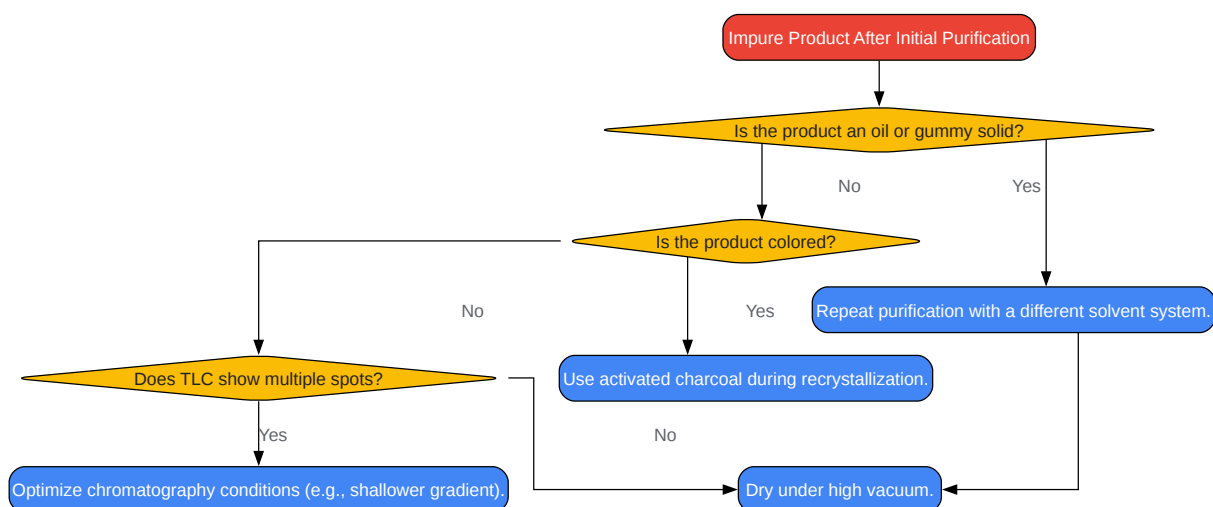 Impure Product After Initial Purification
Is the product an oil or gummy solid?
No
Yes
Is the product colored?
No
Yes
Repeat purification with a different solvent system.
Does TLC show multiple spots?
Use activated charcoal during recrystallization.
Yes
No
Optimize chromatography conditions (e.g., shallower gradient).
Dry under high vacuum.